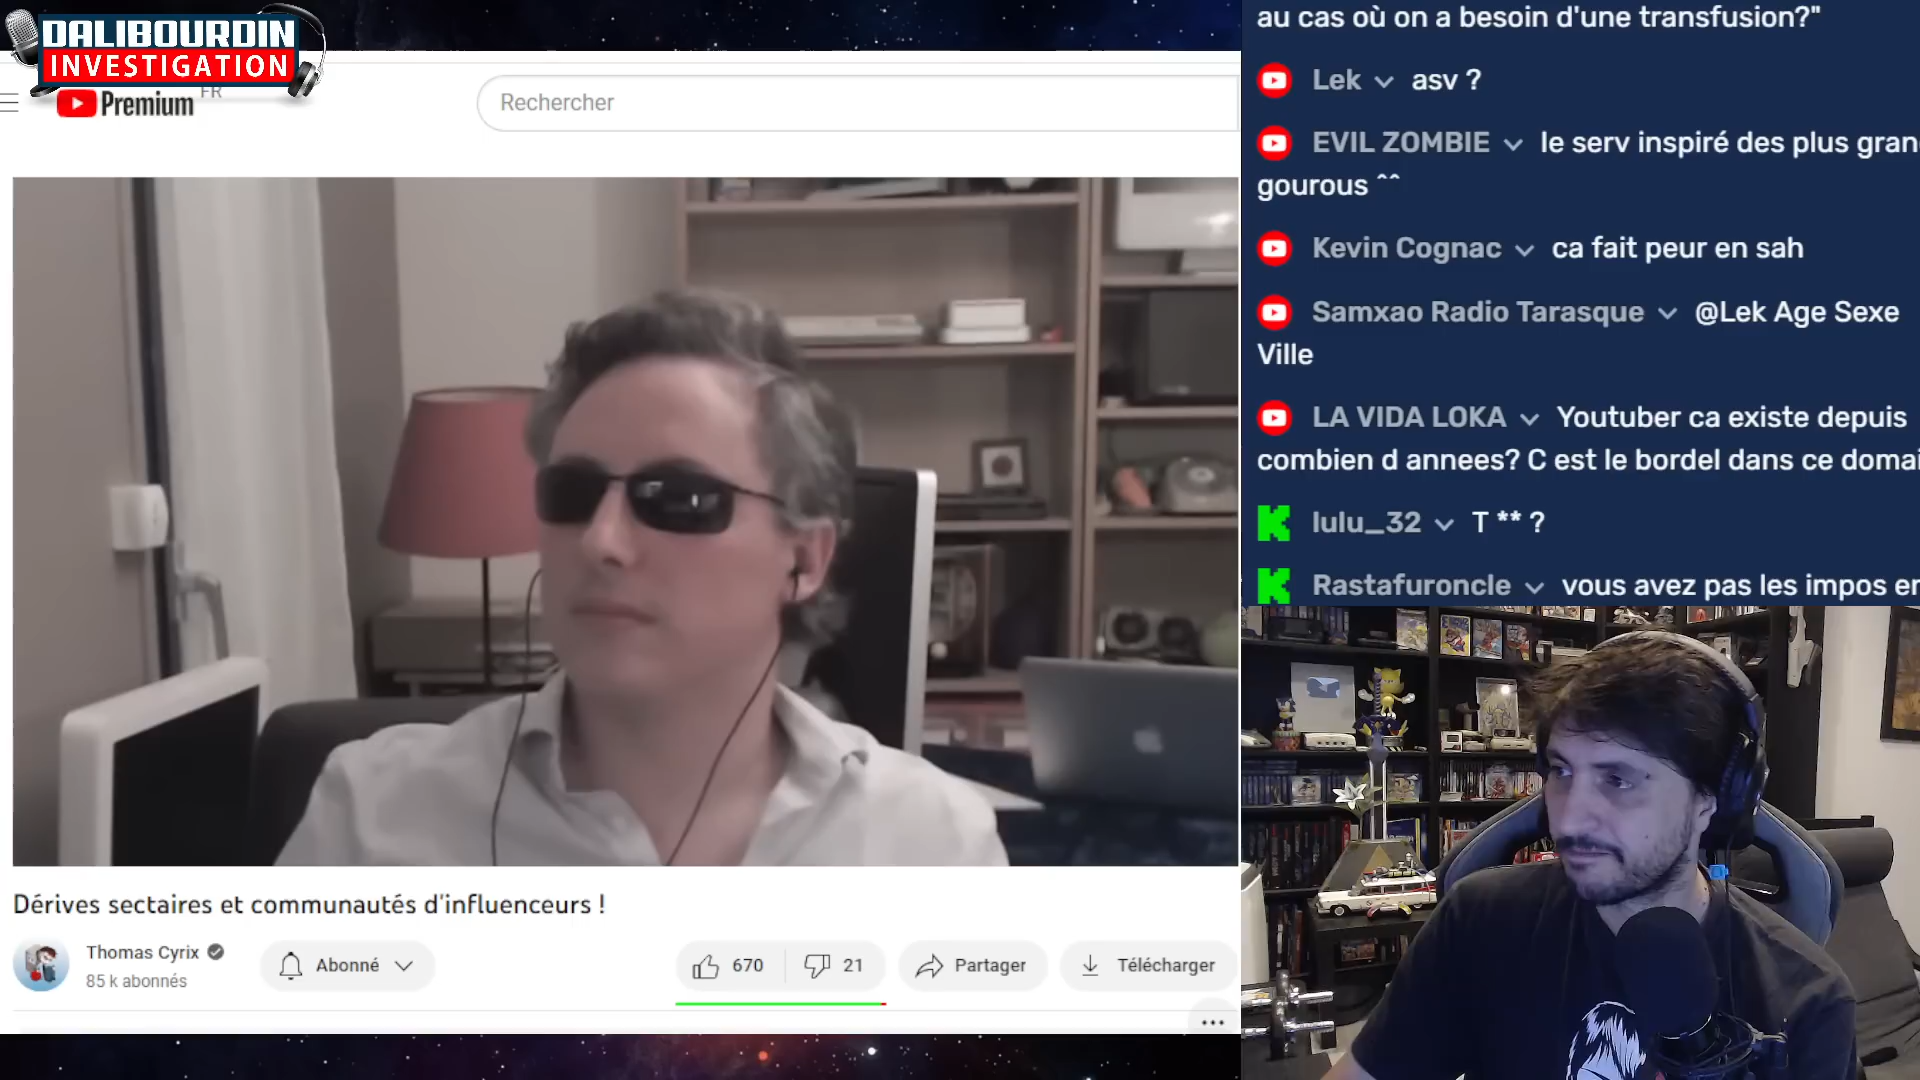 DALIBOURDIN
INVESTIGATION
FR
Premium
Rechercher
Dérives sectaires et communautés d'influenceurs !
Thomas Cyrix
85 k abonnés
Abonné
670
21
Partager
Télécharger
au cas où on a besoin d'une transfusion?"
Lek asv ?
EVIL ZOMBIE le serv inspiré des plus gran
gourous ^^
Kevin Cognac ca fait peur en sah
Samxao Radio Tarasque @Lek Age Sexe
Ville
LA VIDA LOKA Youtuber ca existe depuis
combien d annees? C est le bordel dans ce domai
lulu_32 T ** ?
Rastafuroncle vous avez pas les impos en